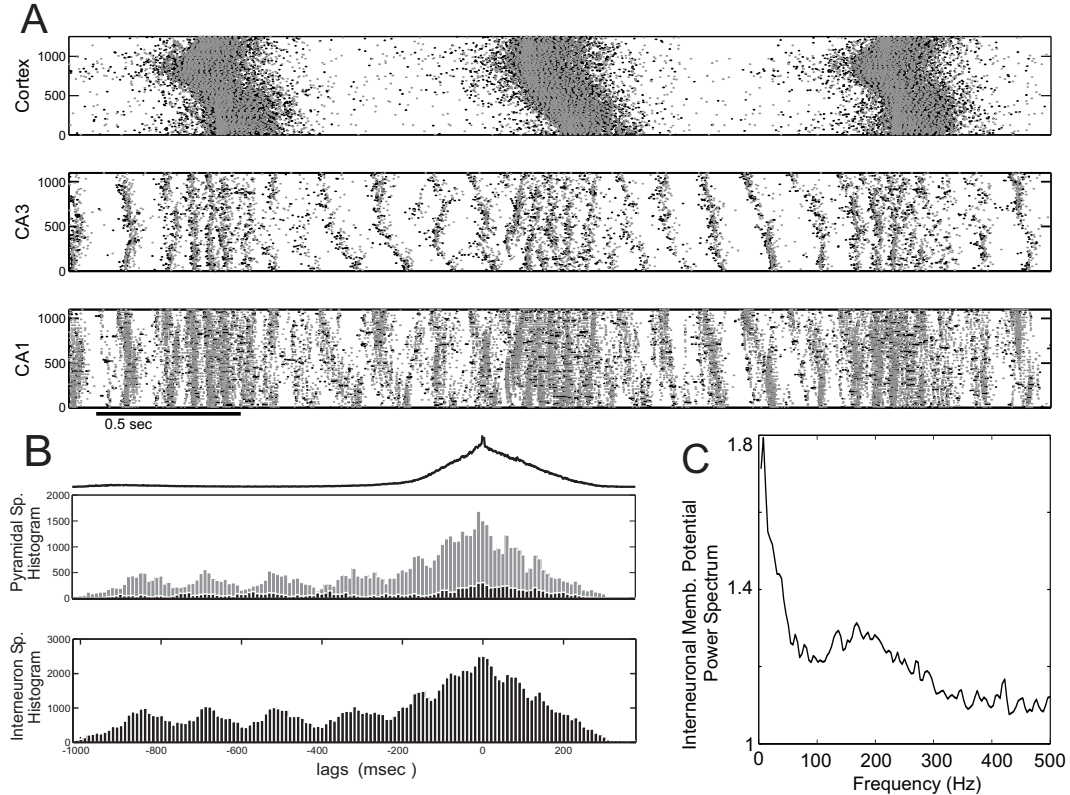 A
Cortex
1000
500
0
CA3
1000
500
0
CA1
1000
500
0
0.5 sec
B
Pyramidal Sp.
Histogram
2000
1500
1000
500
0
Interneuron Sp.
Histogram
3000
2000
1000
0
-1000 -800 -600 -400 -200 0 200
lags (msec )
C
Interneuronal Memb. Potential
Power Spectrum
1.8
1.4
1
0 100 200 300 400 500
Frequency (Hz)